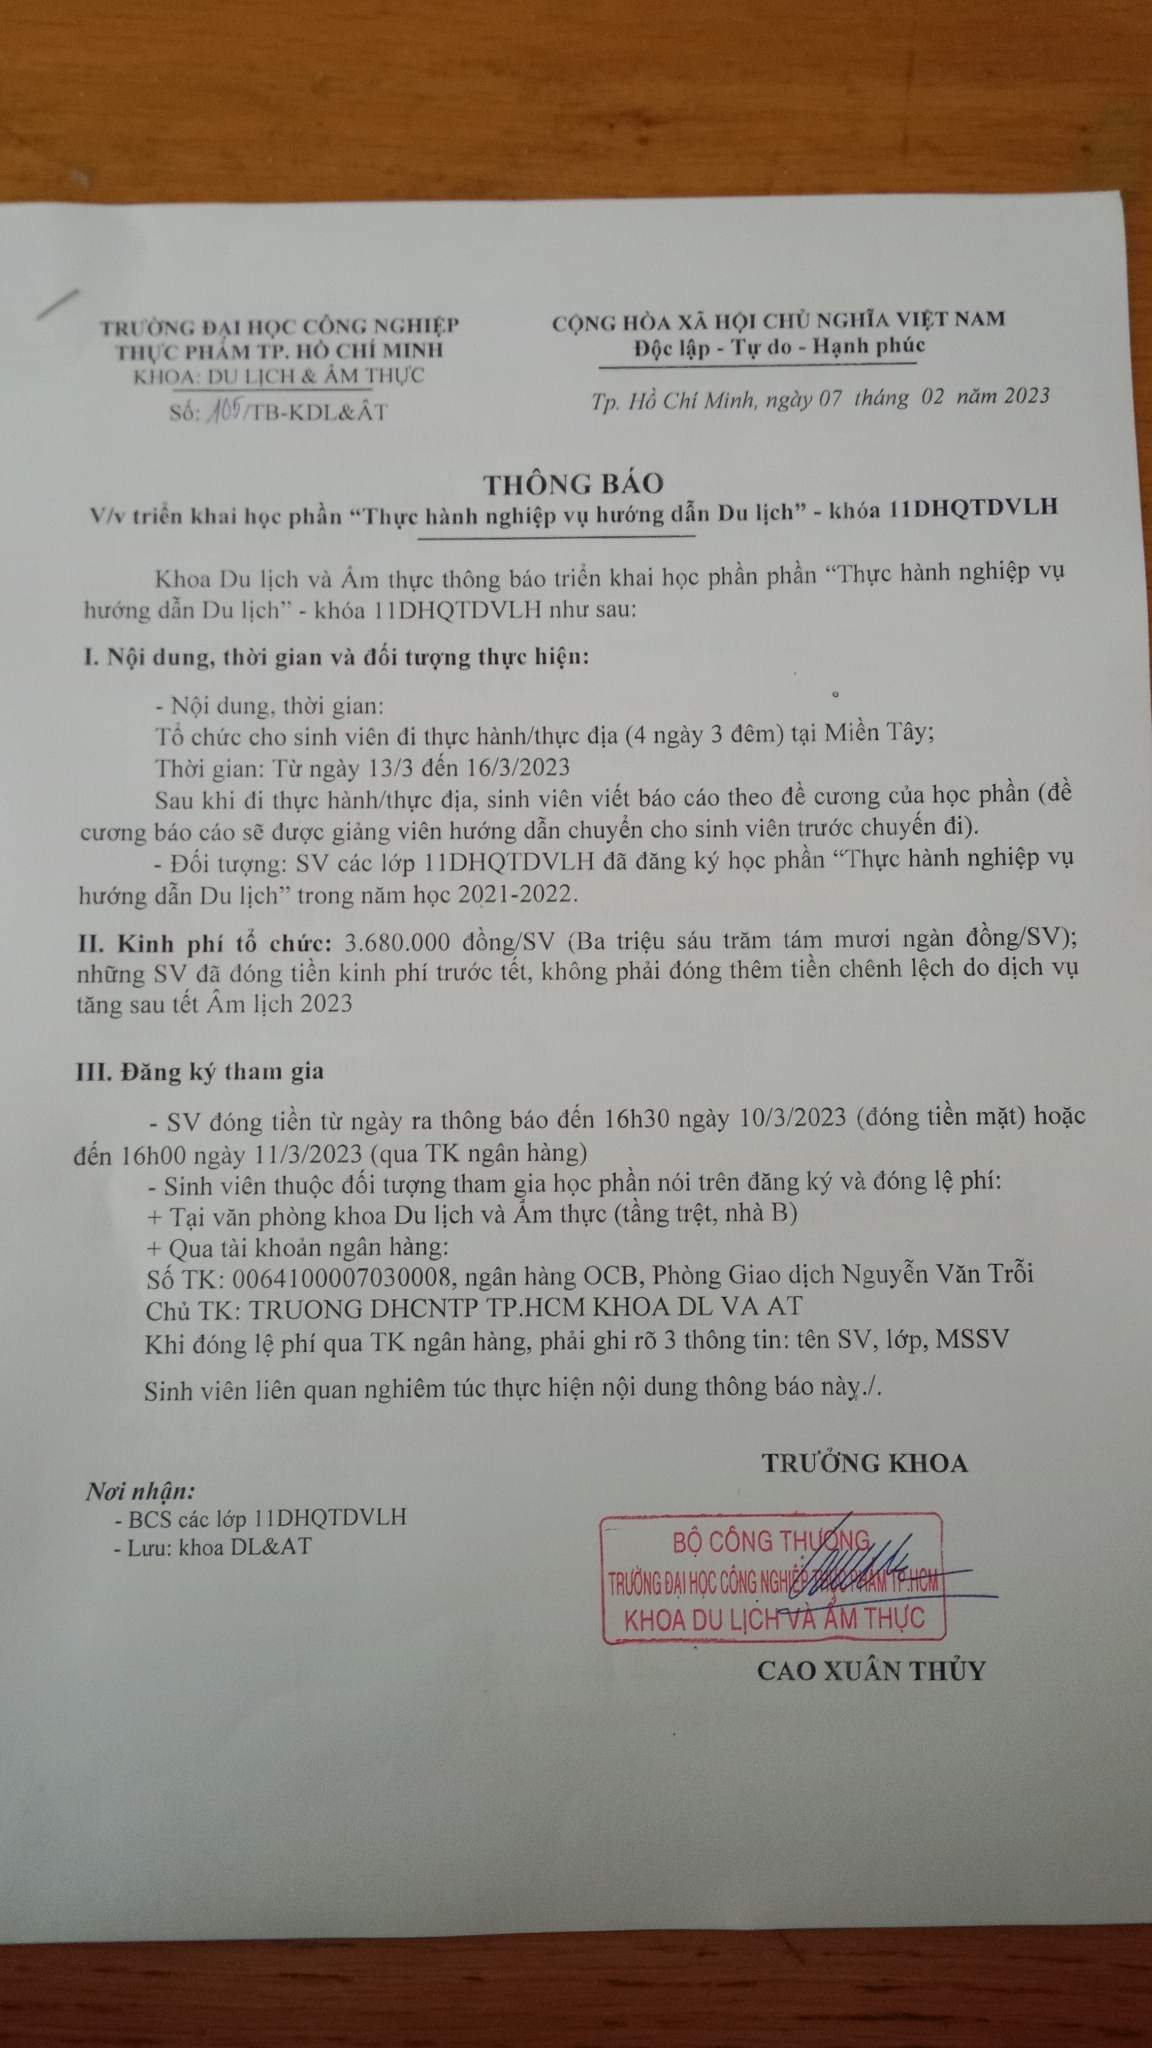 TRƯỜNG ĐẠI HỌC CÔNG NGHIỆP
THỰC PHẨM TP. HỒ CHÍ MINH
KHOA: DU LỊCH & ẨM THỰC
Số: 105/TB-KDL&ÂT
CỘNG HÒA XÃ HỘI CHỦ NGHĨA VIỆT NAM
Độc lập - Tự do - Hạnh phúc
Tp. Hồ Chí Minh, ngày 07 tháng 02 năm 2023
THÔNG BÁO
V/v triển khai học phần “Thực hành nghiệp vụ hướng dẫn Du lịch” - khóa 11DHQTDVLH
Khoa Du lịch và Ẩm thực thông báo triển khai học phần phần “Thực hành nghiệp vụ
hướng dẫn Du lịch” - khóa 11DHQTDVLH như sau:
I. Nội dung, thời gian và đối tượng thực hiện:
- Nội dung, thời gian:
Tổ chức cho sinh viên đi thực hành/thực địa (4 ngày 3 đêm) tại Miền Tây;
Thời gian: Từ ngày 13/3 đến 16/3/2023
Sau khi đi thực hành/thực địa, sinh viên viết báo cáo theo đề cương của học phần (đề
cương báo cáo sẽ được giảng viên hướng dẫn chuyển cho sinh viên trước chuyến đi).
- Đối tượng: SV các lớp 11DHQTDVLH đã đăng ký học phần “Thực hành nghiệp vụ
hướng dẫn Du lịch” trong năm học 2021-2022.
II. Kinh phí tổ chức: 3.680.000 đồng/SV (Ba triệu sáu trăm tám mươi ngàn đồng/SV);
những SV đã đóng tiền kinh phí trước tết, không phải đóng thêm tiền chênh lệch do dịch vụ
tăng sau tết Âm lịch 2023
III. Đăng ký tham gia
- SV đóng tiền từ ngày ra thông báo đến 16h30 ngày 10/3/2023 (đóng tiền mặt) hoặc
đến 16h00 ngày 11/3/2023 (qua TK ngân hàng)
- Sinh viên thuộc đối tượng tham gia học phần nói trên đăng ký và đóng lệ phí:
+ Tại văn phòng khoa Du lịch và Ẩm thực (tầng trệt, nhà B)
+ Qua tài khoản ngân hàng:
Số TK: 0064100007030008, ngân hàng OCB, Phòng Giao dịch Nguyễn Văn Trỗi
Chủ TK: TRUONG DHCNTP TP.HCM KHOA DL VA AT
Khi đóng lệ phí qua TK ngân hàng, phải ghi rõ 3 thông tin: tên SV, lớp, MSSV
Sinh viên liên quan nghiêm túc thực hiện nội dung thông báo này./.
TRƯỞNG KHOA
Nơi nhận:
- BCS các lớp 11DHQTDVLH
- Lưu: khoa DL&AT
BỘ CÔNG THƯƠNG
TRƯỜNG ĐẠI HỌC CÔNG NGHIỆP THỰC PHẨM TP.HCM
KHOA DU LỊCH VÀ ẨM THỰC
CAO XUÂN THỦY